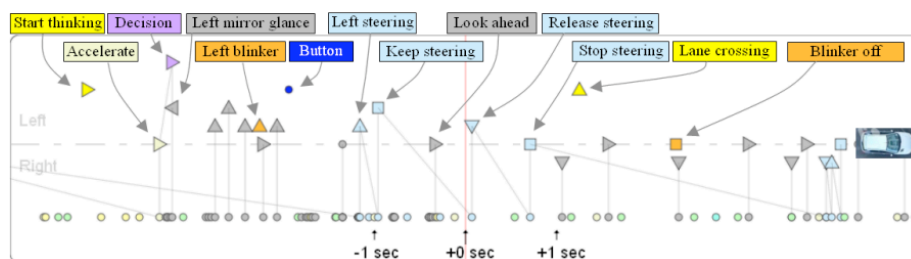 Start thinking
Decision
Left mirror glance
Left steering
Look ahead
Release steering
Accelerate
Left blinker
Button
Keep steering
Stop steering
Lane crossing
Blinker off
Left
Right
-1 sec
+0 sec
+1 sec